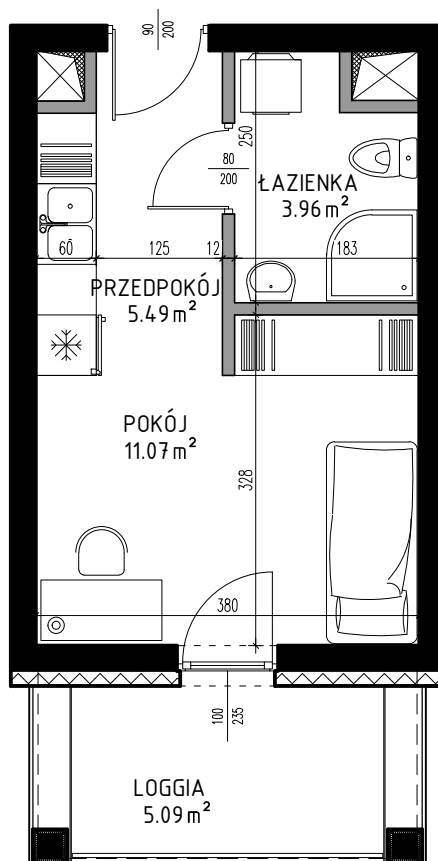 90
200
250
80
200
ŁAZIENKA
3.96 m²
60
125
12
183
PRZEDPOKÓJ
5.49 m²
POKÓJ
11.07 m²
328
380
100
235
LOGGIA
5.09 m²